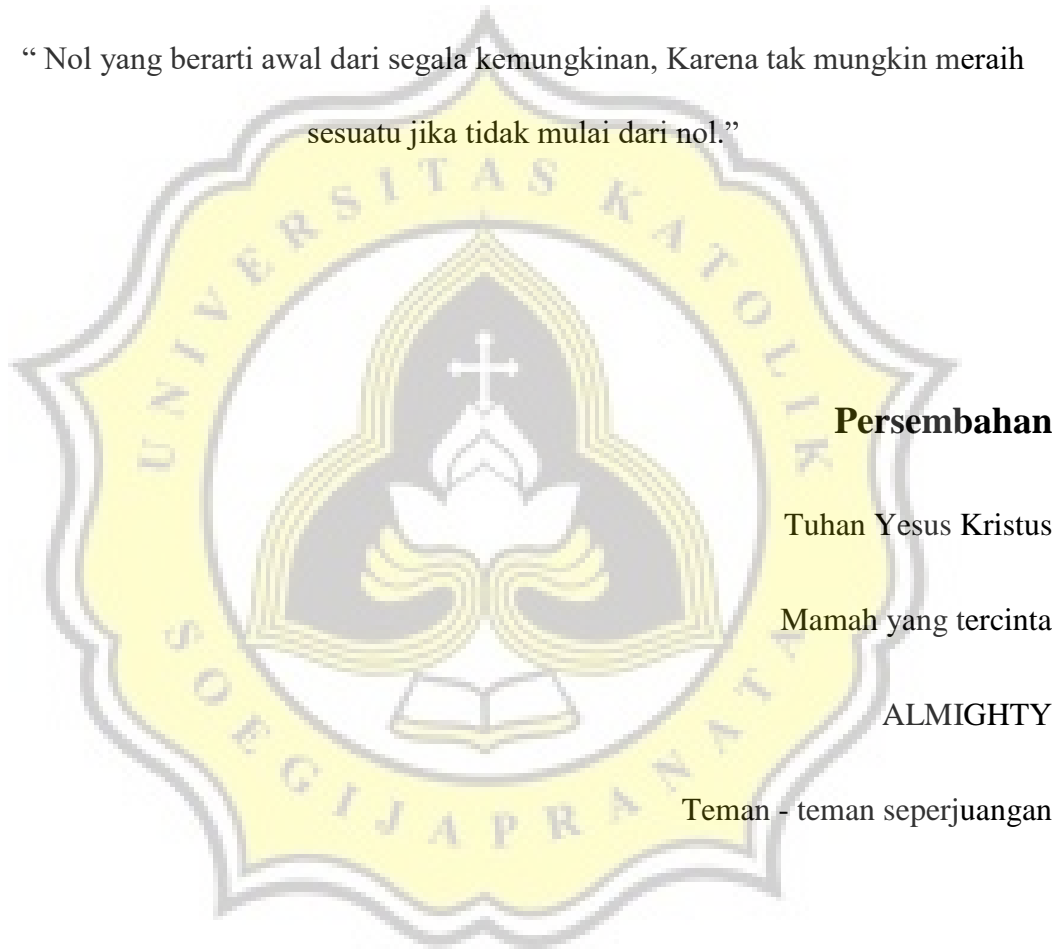 “ Nol yang berarti awal dari segala kemungkinan, Karena tak mungkin meraih
sesuatu jika tidak mulai dari nol.”
UNIVERSITAS KATOLIK
Persembahan
Tuhan Yesus Kristus
Mamah yang tercinta
ALMIGHTY
Teman - teman seperjuangan
SOEGIJAPRANATA